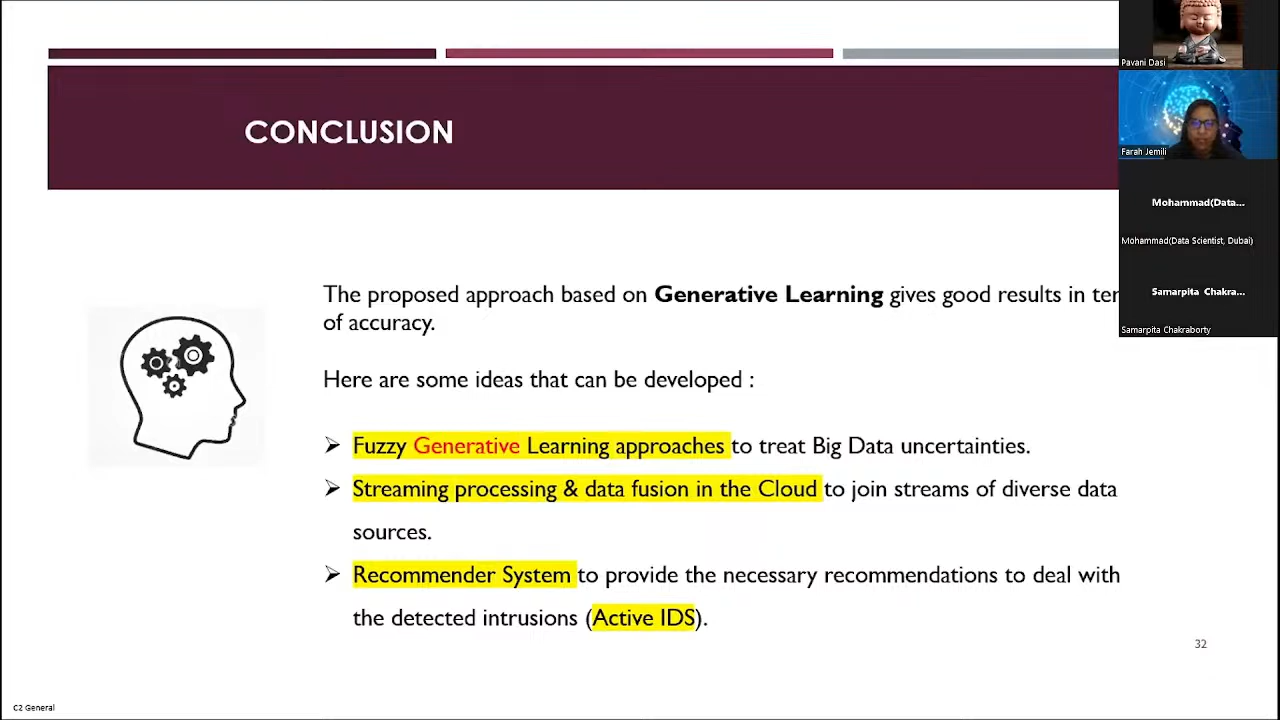 CONCLUSION
The proposed approach based on Generative Learning gives good results in ter
of accuracy.
Here are some ideas that can be developed :
Fuzzy Generative Learning approaches to treat Big Data uncertainties.
Streaming processing & data fusion in the Cloud to join streams of diverse data
sources.
Recommender System to provide the necessary recommendations to deal with
the detected intrusions (Active IDS).
32
C2 General
Pavani Dasi
Farah Jemili
Mohammad(Data...
Mohammad(Data Scientist, Dubai)
Samarpita Chakra...
Samarpita Chakraborty